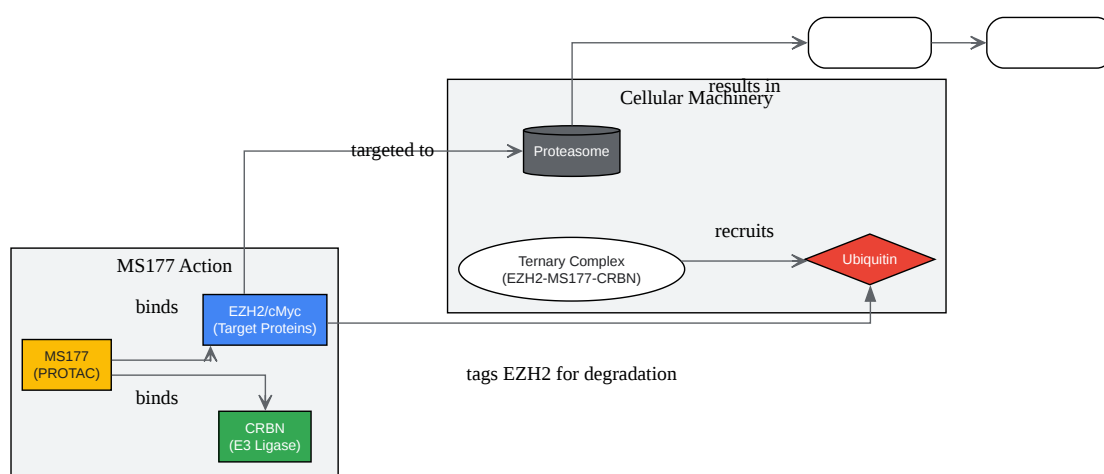 results in
Cellular Machinery
targeted to
Proteasome
recruits
Ternary Complex
(EZH2-MS177-CRBN)
Ubiquitin
MS177 Action
binds
EZH2/cMyc
(Target Proteins)
MS177
(PROTAC)
tags EZH2 for degradation
binds
CRBN
(E3 Ligase)